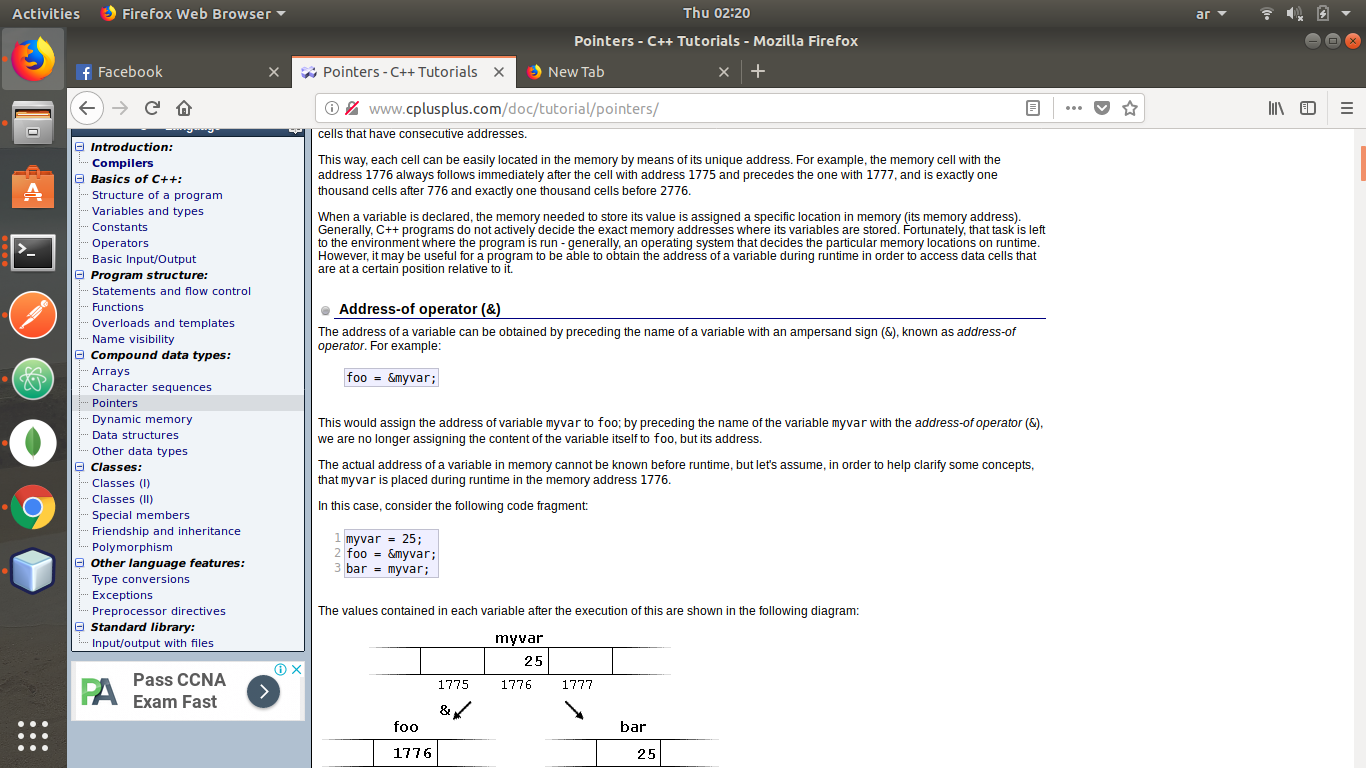 Activities Firefox Web Browser Thu 02:20 ar
Pointers - C++ Tutorials - Mozilla Firefox
Facebook Pointers - C++ Tutorials New Tab
www.cplusplus.com/doc/tutorial/pointers/
Introduction:
Compilers
Basics of C++:
Structure of a program
Variables and types
Constants
Operators
Basic Input/Output
Program structure:
Statements and flow control
Functions
Overloads and templates
Name visibility
Compound data types:
Arrays
Character sequences
Pointers
Dynamic memory
Data structures
Other data types
Classes:
Classes (I)
Classes (II)
Special members
Friendship and inheritance
Polymorphism
Other language features:
Type conversions
Exceptions
Preprocessor directives
Standard library:
Input/output with files
PA
Pass CCNA
Exam Fast
cells that have consecutive addresses.
This way, each cell can be easily located in the memory by means of its unique address. For example, the memory cell with the
address 1776 always follows immediately after the cell with address 1775 and precedes the one with 1777, and is exactly one
thousand cells after 776 and exactly one thousand cells before 2776.
When a variable is declared, the memory needed to store its value is assigned a specific location in memory (its memory address).
Generally, C++ programs do not actively decide the exact memory addresses where its variables are stored. Fortunately, that task is left
to the environment where the program is run - generally, an operating system that decides the particular memory locations on runtime.
However, it may be useful for a program to be able to obtain the address of a variable during runtime in order to access data cells that
are at a certain position relative to it.
Address-of operator (&)
The address of a variable can be obtained by preceding the name of a variable with an ampersand sign (&), known as address-of
operator. For example:
foo = &myvar;
This would assign the address of variable myvar to foo; by preceding the name of the variable myvar with the address-of operator (&),
we are no longer assigning the content of the variable itself to foo, but its address.
The actual address of a variable in memory cannot be known before runtime, but let's assume, in order to help clarify some concepts,
that myvar is placed during runtime in the memory address 1776.
In this case, consider the following code fragment:
1 myvar = 25;
2 foo = &myvar;
3 bar = myvar;
The values contained in each variable after the execution of this are shown in the following diagram:
myvar
25
1775 1776 1777
&
foo bar
1776 25